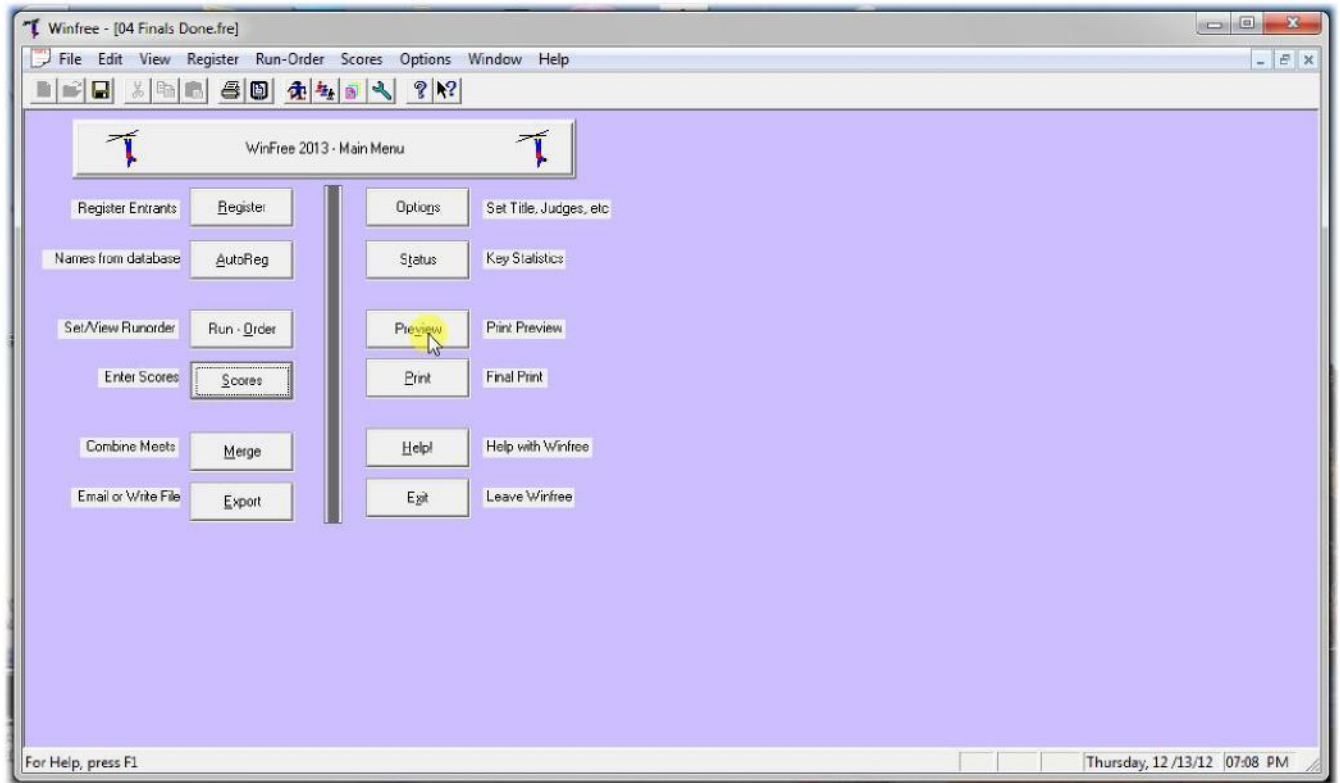 Winfree - [04 Finals Done.fre]
File Edit View Register Run-Order Scores Options Window Help
WinFree 2013 - Main Menu
Register Entrants Register Options Set Title, Judges, etc
Names from database AutoReg Status Key Statistics
Set/View Runorder Run - Order Preview Print Preview
Enter Scores Scores Print Final Print
Combine Meets Merge Help! Help with Winfree
Email or Write File Export Exit Leave Winfree
For Help, press F1 Thursday, 12 /13/12 07:08 PM